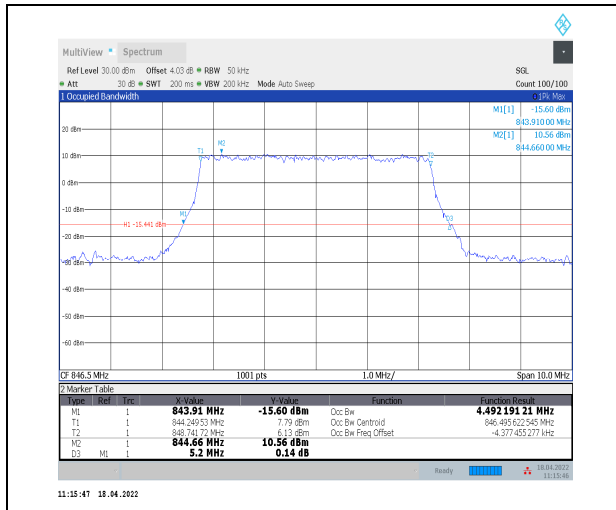 MultiView Spectrum
Ref Level 30.00 dBm Offset 4.03 dB RBW 50 kHz SGL
Att 30 dB SWT 200 ms VBW 200 kHz Mode Auto Sweep Count 100/100
1 Occupied Bandwidth 1Pk Max
M1[1] -15.60 dBm
843.91000 MHz
M2[1] 10.56 dBm
844.66000 MHz
20 dBm
M2
T1 T2
10 dBm
0 dBm
-10 dBm
M1
D3
H1 -15.441 dBm
-20 dBm
-30 dBm
-40 dBm
-50 dBm
-60 dBm
CF 846.5 MHz 1001 pts 1.0 MHz/ Span 10.0 MHz
2 Marker Table
Type Ref Trc X-Value Y-Value Function Function Result
M1 1 843.91 MHz -15.60 dBm Occ Bw 4.492 191 21 MHz
T1 1 844.249 53 MHz 7.79 dBm Occ Bw Centroid 846.495 622 545 MHz
T2 1 848.741 72 MHz 6.13 dBm Occ Bw Freq Offset -4.377 455 277 kHz
M2 1 844.66 MHz 10.56 dBm
D3 M1 1 5.2 MHz 0.14 dB
Ready 18.04.2022
11:15:46
11:15:47 18.04.2022